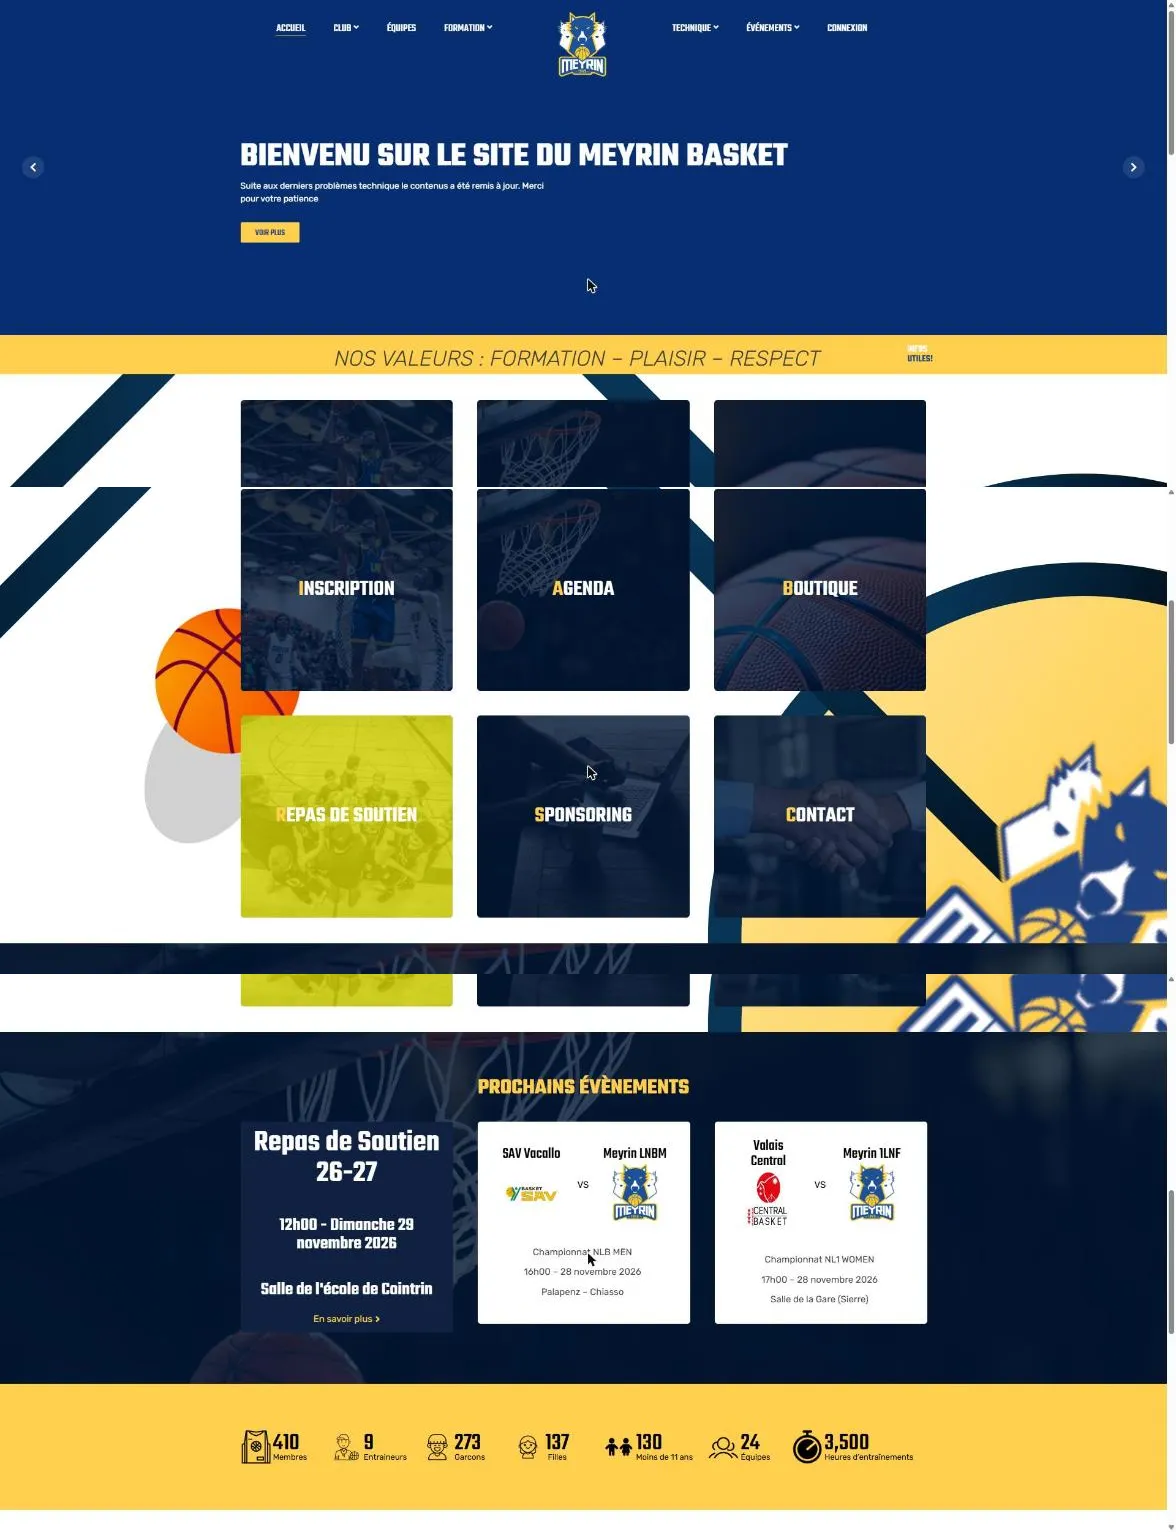 ACCUEIL CLUB ÉQUIPES FORMATION TECHNIQUE ÉVÉNEMENTS CONNEXION
MEYRIN
BIENVENU SUR LE SITE DU MEYRIN BASKET
Suite aux derniers problèmes technique le contenus a été remis à jour. Merci
pour votre patience
VOIR PLUS
NOS VALEURS : FORMATION – PLAISIR – RESPECT
INFOS
UTILES!
INSCRIPTION
AGENDA
BOUTIQUE
REPAS DE SOUTIEN
SPONSORING
CONTACT
PROCHAINS ÉVÈNEMENTS
Repas de Soutien
26-27
12h00 - Dimanche 29
novembre 2026
Salle de l'école de Cointrin
En savoir plus
SAV Vacallo
VS
Meyrin LNBM
BASKET
SAV
MEYRIN
Championnat NLB MEN
16h00 – 28 novembre 2026
Palapenz – Chiasso
Valais
Central
VS
Meyrin 1LNF
CENTRAL
BASKET
MEYRIN
Championnat NL1 WOMEN
17h00 – 28 novembre 2026
Salle de la Gare (Sierre)
410
Membres
9
Entraineurs
273
Garcons
137
Filles
130
Moins de 11 ans
24
Équipes
3,500
Heures d'entraînements